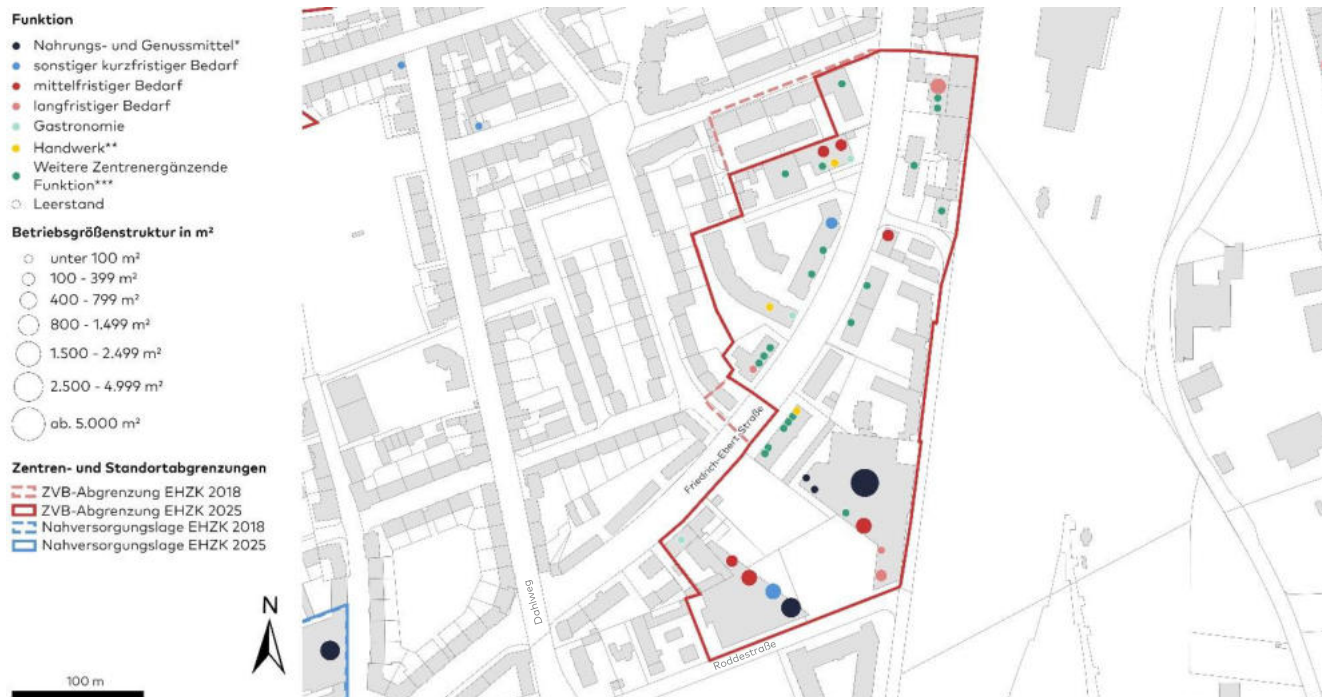 Funktion
Nahrungs- und Genussmittel*
sonstiger kurzfristiger Bedarf
mittelfristiger Bedarf
langfristiger Bedarf
Gastronomie
Handwerk**
Weitere Zentrenergänzende
Funktion***
Leerstand
Betriebsgrößenstruktur in m²
unter 100 m²
100 - 399 m²
400 - 799 m²
800 - 1.499 m²
1.500 - 2.499 m²
2.500 - 4.999 m²
ab. 5.000 m²
Zentren- und Standortabgrenzungen
ZVB-Abgrenzung EHZK 2018
ZVB-Abgrenzung EHZK 2025
Nahversorgungslage EHZK 2018
Nahversorgungslage EHZK 2025
N
100 m
Friedrich-Ebert-Straße
Dahlweg
Roddestraße